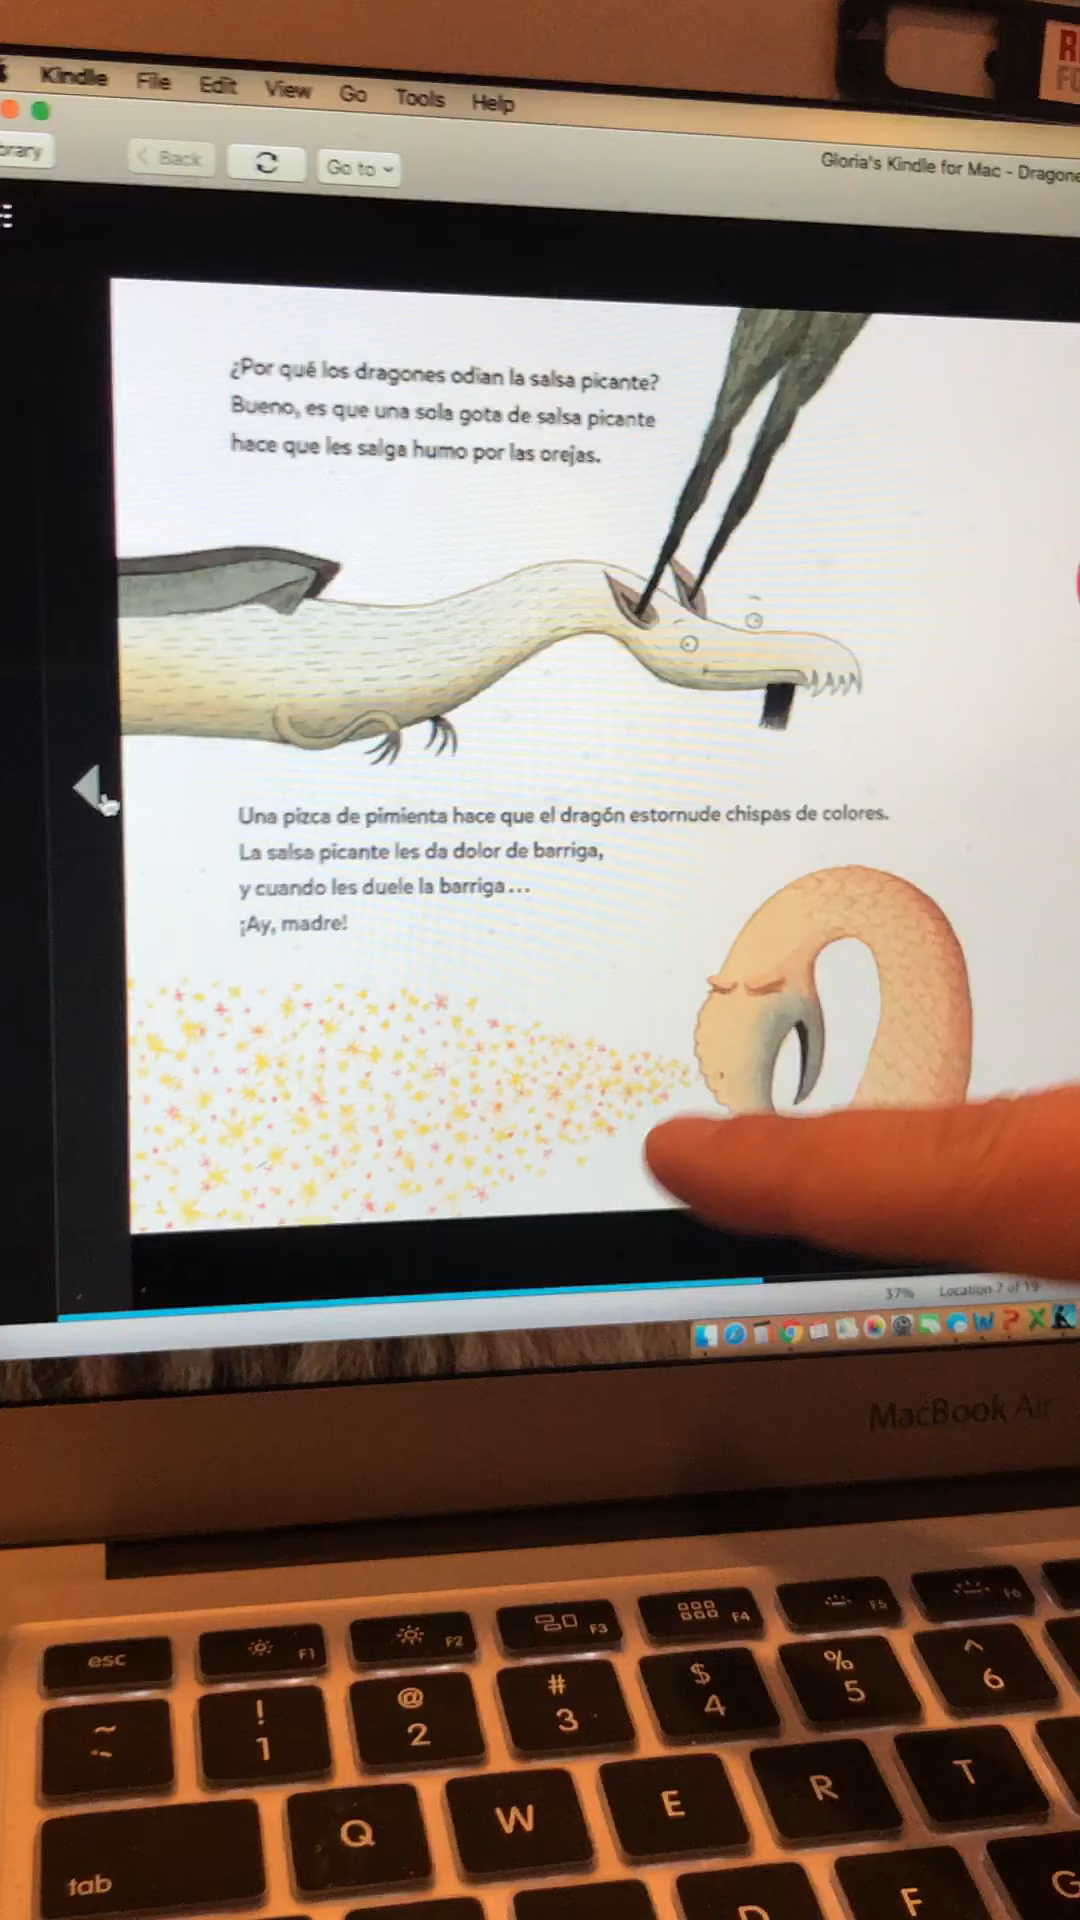 Kindle File Edit View Go Tools Help
Back Go to
Gloria's Kindle for Mac - Dragone
¿Por qué los dragones odian la salsa picante?
Bueno, es que una sola gota de salsa picante
hace que les salga humo por las orejas.
Una pizca de pimienta hace que el dragón estornude chispas de colores.
La salsa picante les da dolor de barriga,
y cuando les duele la barriga...
¡Ay, madre!
37% Location 7 of 19
MacBook Air
esc F1 F2 F3 F4 F5 F6
~ ! 1 @ 2 # 3 $ 4 % 5 ^ 6
tab Q W E R T
D F G